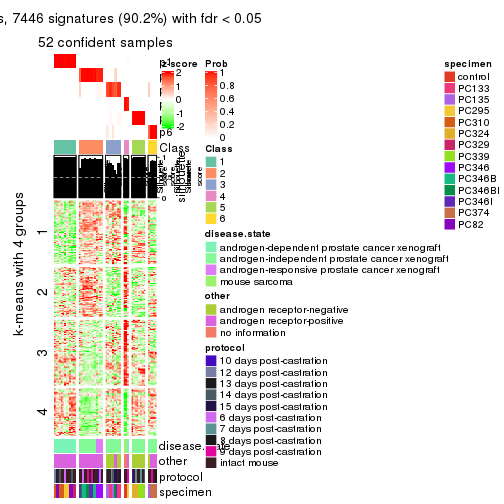 s, 7446 signatures (90.2%) with fdr < 0.05
52 confident samples
z-score
2
1
0
-1
-2
p6
Class
Prob
1
0.8
0.6
0.4
0.2
0
Class
1
2
3
4
5
6
k-means with 4 groups
1
2
3
4
disease.state
androgen-dependent prostate cancer xenograft
androgen-independent prostate cancer xenograft
androgen-responsive prostate cancer xenograft
mouse sarcoma
other
androgen receptor-negative
androgen receptor-positive
no information
protocol
10 days post-castration
12 days post-castration
13 days post-castration
14 days post-castration
15 days post-castration
6 days post-castration
7 days post-castration
8 days post-castration
9 days post-castration
intact mouse
disease.state
other
protocol
specimen
specimen
control
PC133
PC135
PC295
PC310
PC324
PC329
PC339
PC346
PC346B
PC346BI
PC346I
PC374
PC82